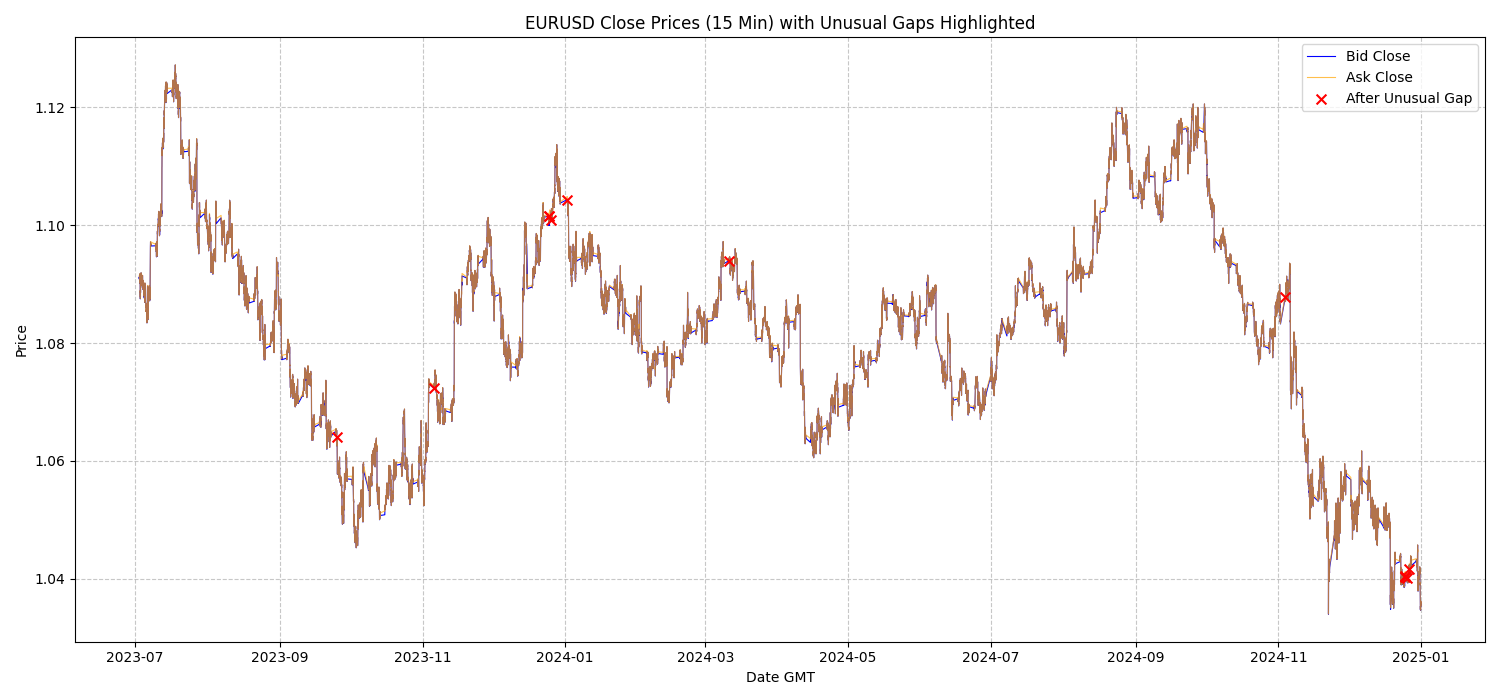 EURUSD Close Prices (15 Min) with Unusual Gaps Highlighted
Bid Close
Ask Close
After Unusual Gap
Price
1.12
1.10
1.08
1.06
1.04
2023-07
2023-09
2023-11
2024-01
2024-03
2024-05
2024-07
2024-09
2024-11
2025-01
Date GMT